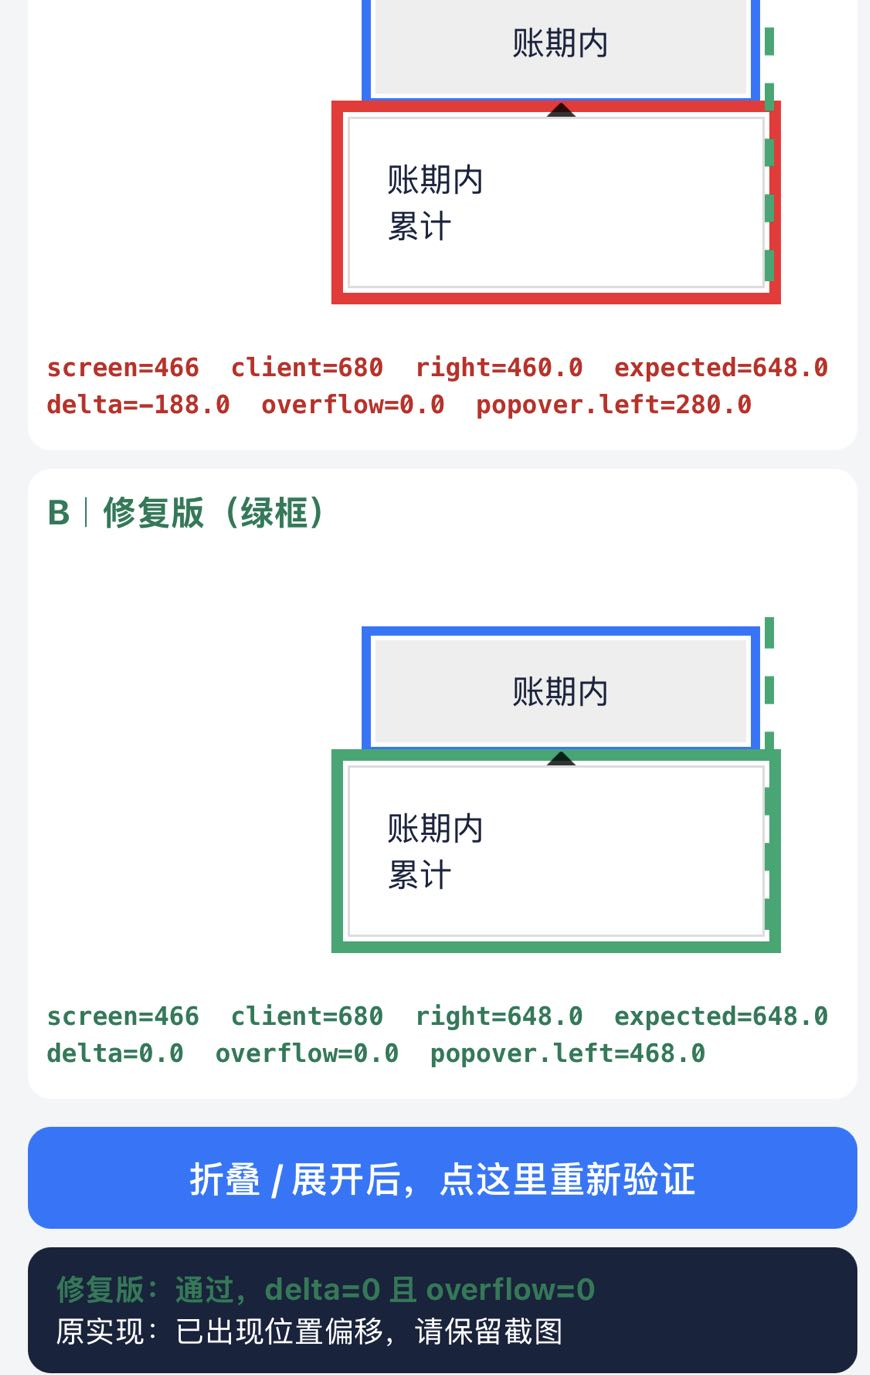 账期内
账期内
累计
screen=466 client=680 right=460.0 expected=648.0
delta=−188.0 overflow=0.0 popover.left=280.0
B｜修复版（绿框）
账期内
账期内
累计
screen=466 client=680 right=648.0 expected=648.0
delta=0.0 overflow=0.0 popover.left=468.0
折叠 / 展开后，点这里重新验证
修复版：通过，delta=0 且 overflow=0
原实现：已出现位置偏移，请保留截图